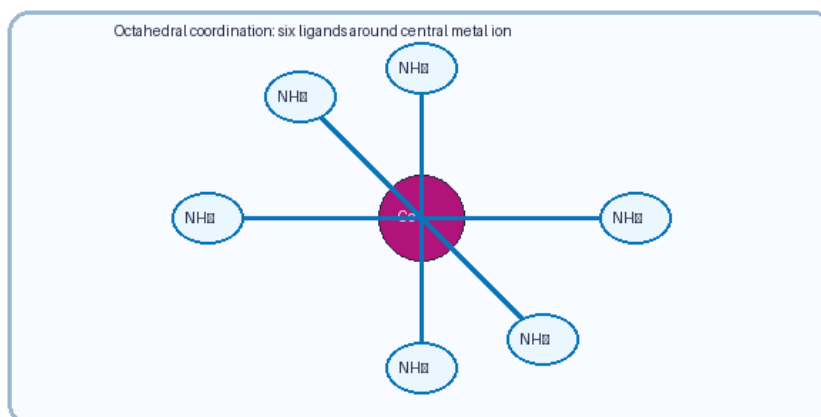 Octahedral coordination: six ligands around central metal ion
NH▯
NH▯
NH▯
Co
NH▯
NH▯
NH▯